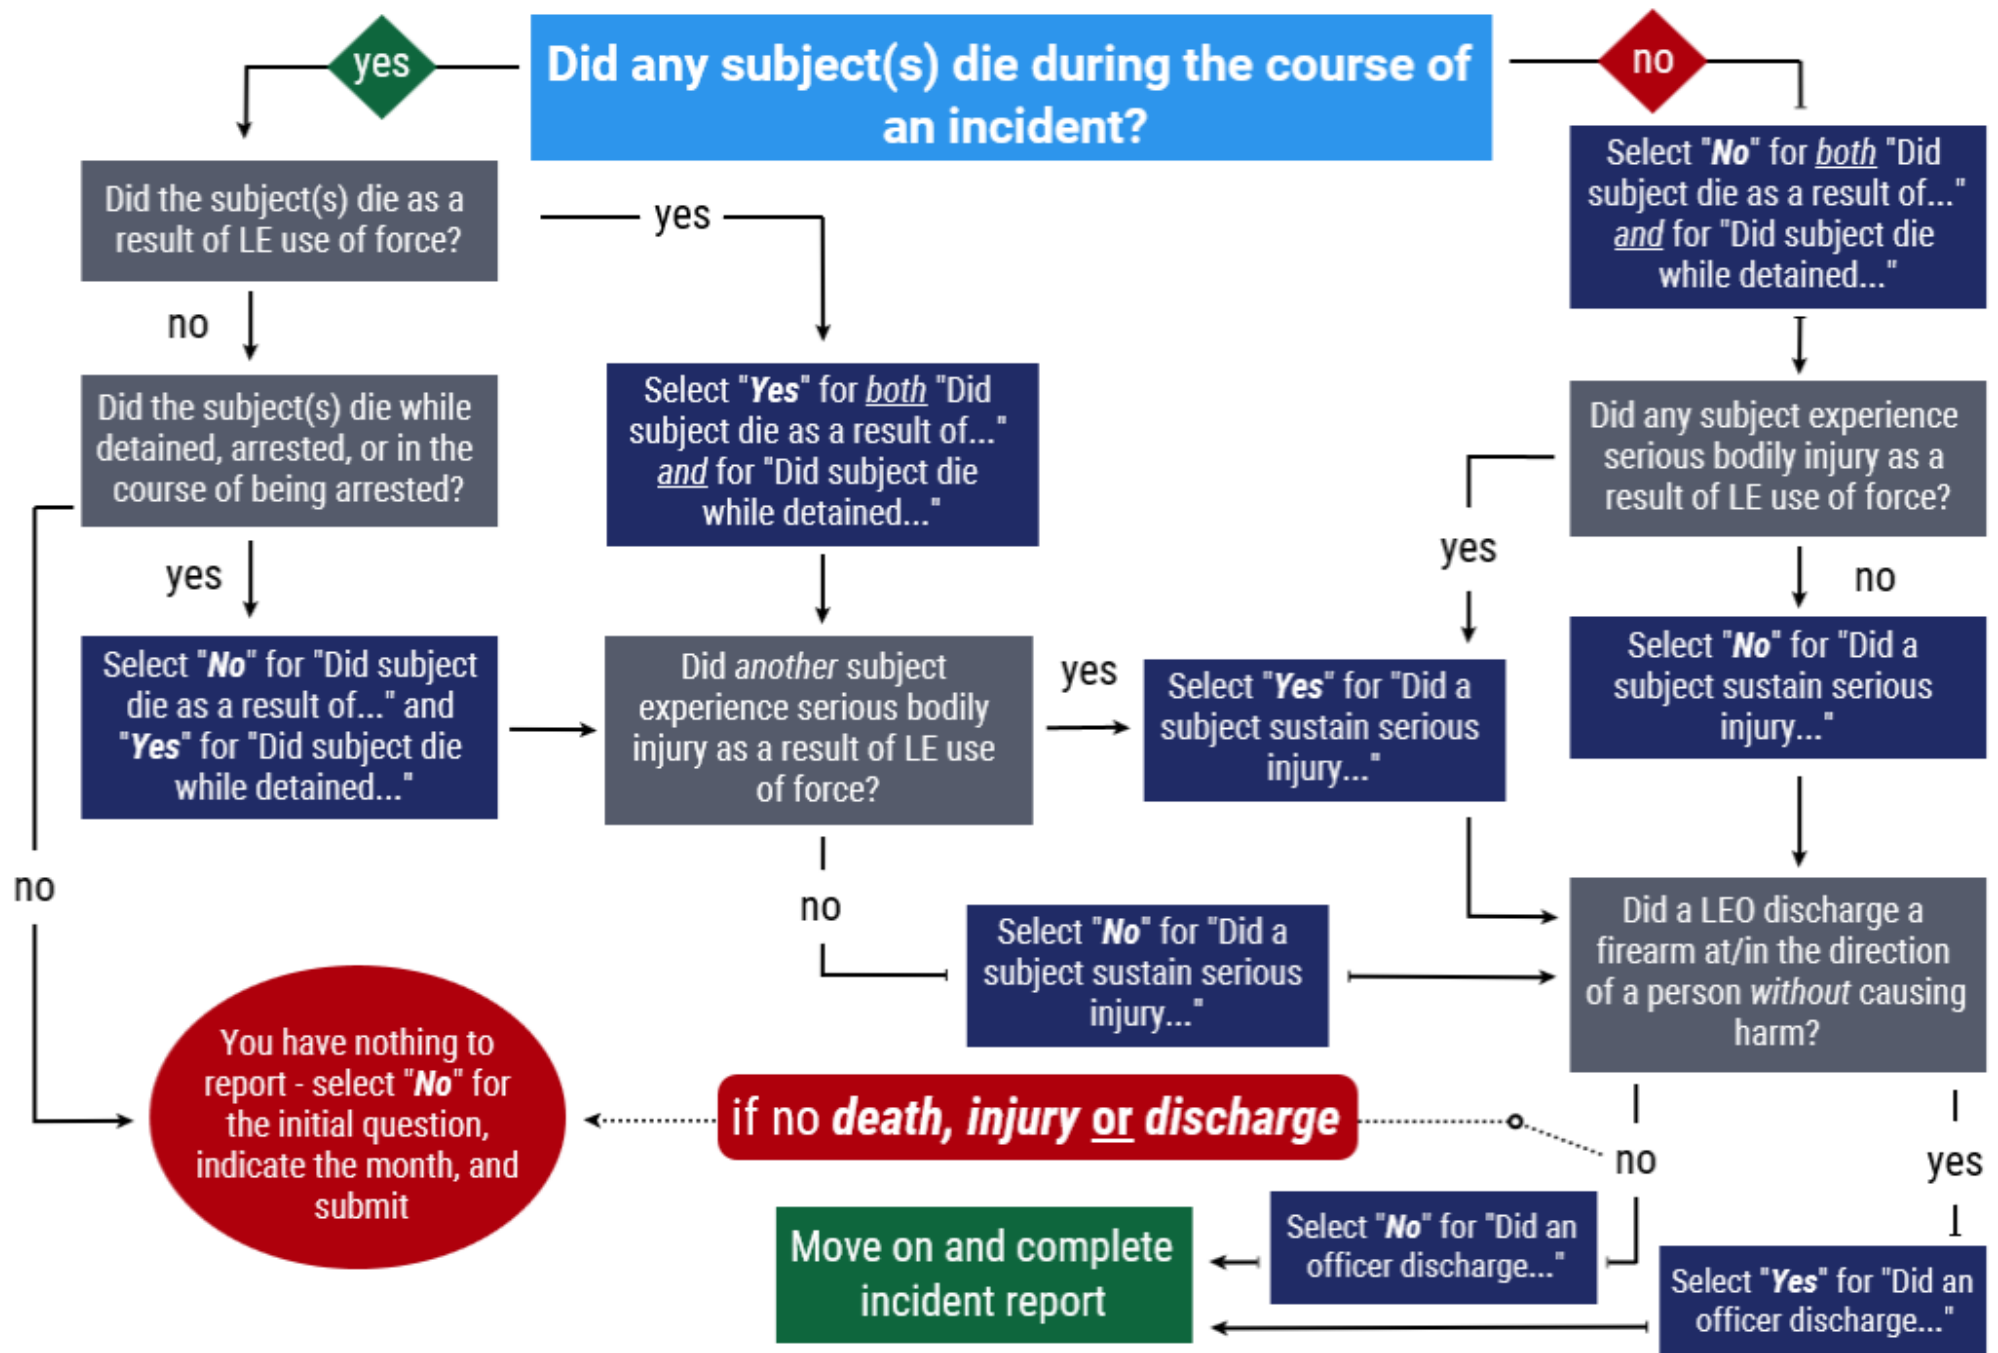 yes
Did any subject(s) die during the course of
an incident?
no
Did the subject(s) die as a
result of LE use of force?
yes
Select "No" for both "Did
subject die as a result of..."
and for "Did subject die
while detained..."
no
Did the subject(s) die while
detained, arrested, or in the
course of being arrested?
Select "Yes" for both "Did
subject die as a result of..."
and for "Did subject die
while detained..."
Did any subject experience
serious bodily injury as a
result of LE use of force?
yes
yes
no
Select "No" for "Did subject
die as a result of..." and
"Yes" for "Did subject die
while detained..."
Did another subject
experience serious bodily
injury as a result of LE use
of force?
yes
Select "Yes" for "Did a
subject sustain serious
injury..."
Select "No" for "Did a
subject sustain serious
injury..."
no
no
Select "No" for "Did a
subject sustain serious
injury..."
Did a LEO discharge a
firearm at/in the direction
of a person without causing
harm?
You have nothing to
report - select "No" for
the initial question,
indicate the month, and
submit
if no death, injury or discharge
no
yes
Move on and complete
incident report
Select "No" for "Did an
officer discharge..."
Select "Yes" for "Did an
officer discharge..."